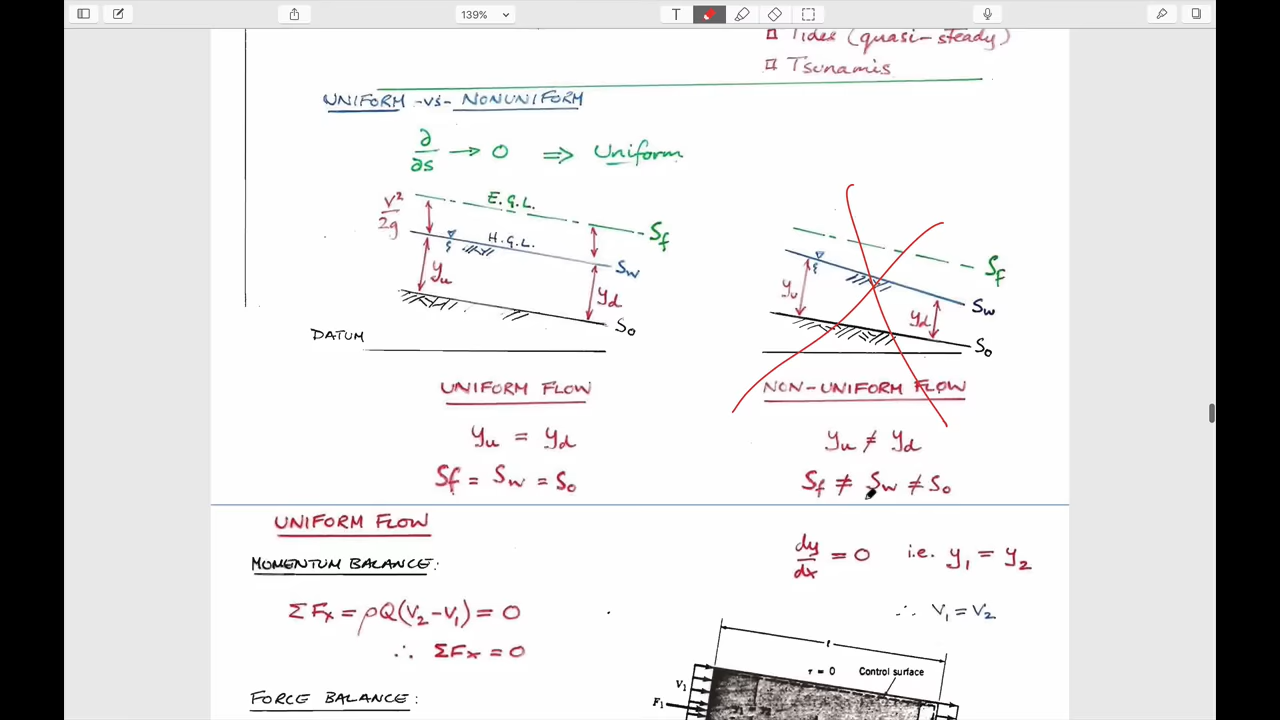 139%
T
Tides (quasi-steady)
Tsunamis
UNIFORM -vs- NONUNIFORM
∂/∂s → 0 ⇒ Uniform
V²/2g
E.G.L.
Sf
H.G.L.
Sw
yu
yd
So
DATUM
Sf
Sw
yu
yd
So
UNIFORM FLOW
yu = yd
Sf = Sw = So
NON-UNIFORM FLOW
yu ≠ yd
Sf ≠ Sw ≠ So
UNIFORM FLOW
MOMENTUM BALANCE:
ΣFx = ρQ(V2-V1) = 0
∴ ΣFx = 0
FORCE BALANCE:
dy/dx = 0 i.e. y1 = y2
∴ V1 = V2
ℓ
τ = 0 Control surface
V1
F1